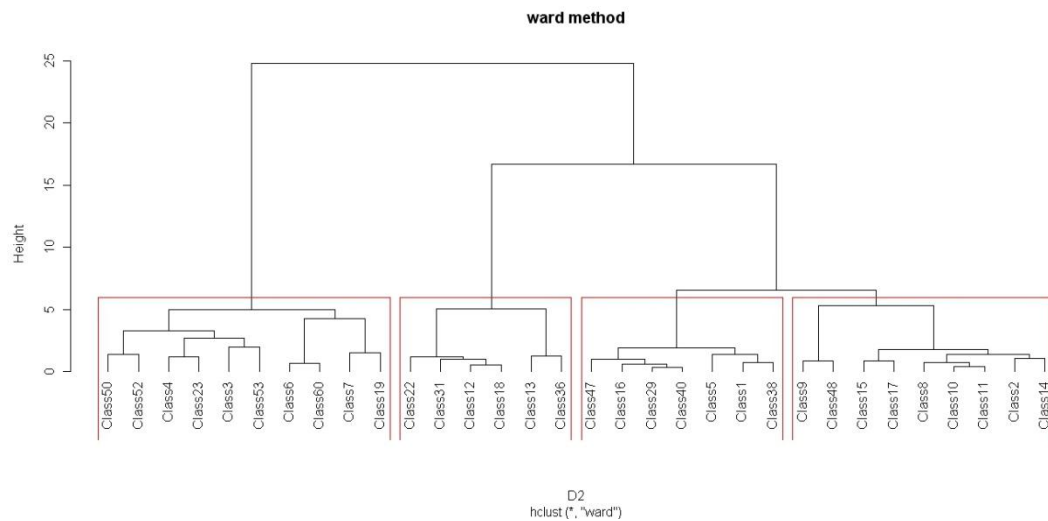 ward method
Height
25
20
15
10
5
0
Class50
Class52
Class4
Class23
Class3
Class53
Class6
Class60
Class7
Class19
Class22
Class31
Class12
Class18
Class13
Class36
Class47
Class16
Class29
Class40
Class5
Class1
Class38
Class9
Class48
Class15
Class17
Class8
Class10
Class11
Class2
Class14
D2
hclust (*, "ward")